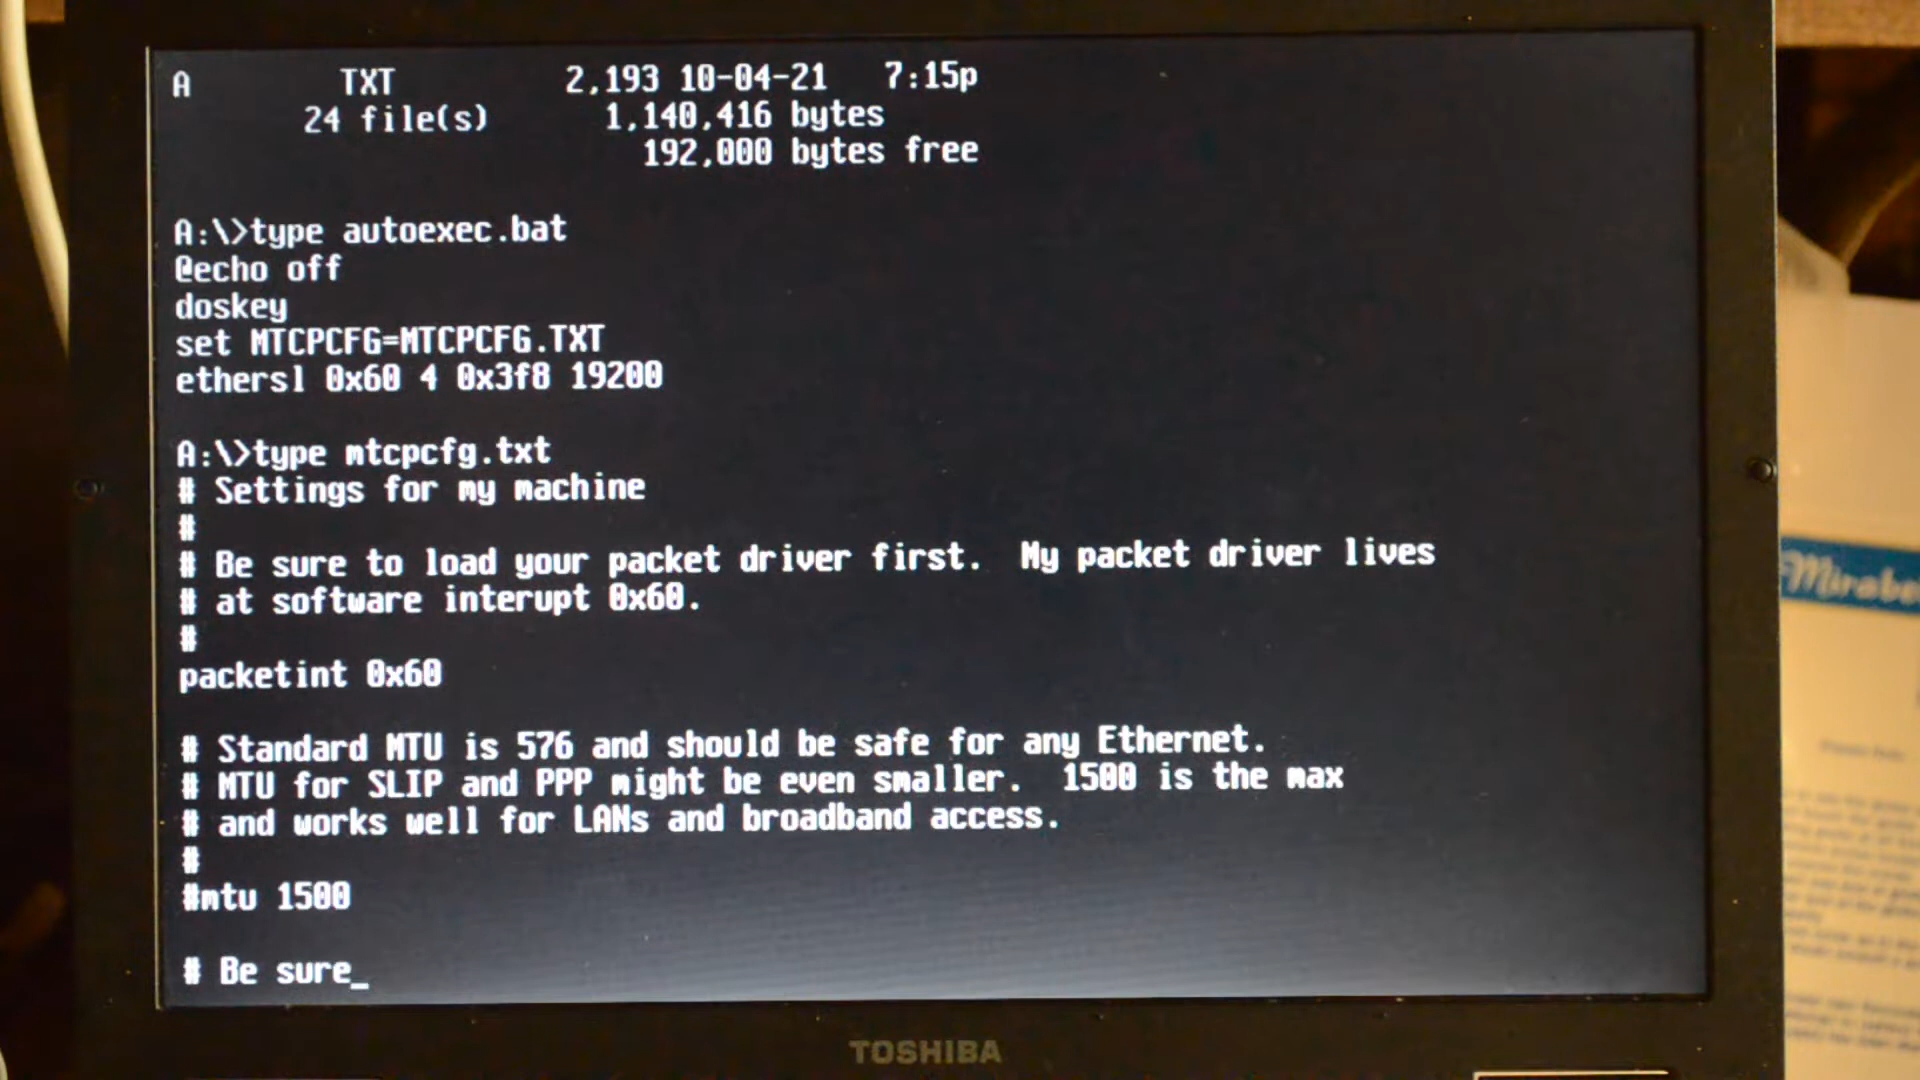 A TXT 2,193 10-04-21 7:15p
24 file(s) 1,140,416 bytes
192,000 bytes free
A:\>type autoexec.bat
@echo off
doskey
set MTCPCFG=MTCPCFG.TXT
ethersl 0x60 4 0x3f8 19200
A:\>type mtcpcfg.txt
# Settings for my machine
#
# Be sure to load your packet driver first.  My packet driver lives
# at software interupt 0x60.
#
packetint 0x60
# Standard MTU is 576 and should be safe for any Ethernet.
# MTU for SLIP and PPP might be even smaller.  1500 is the max
# and works well for LANs and broadband access.
#
#mtu 1500
# Be sure_
TOSHIBA